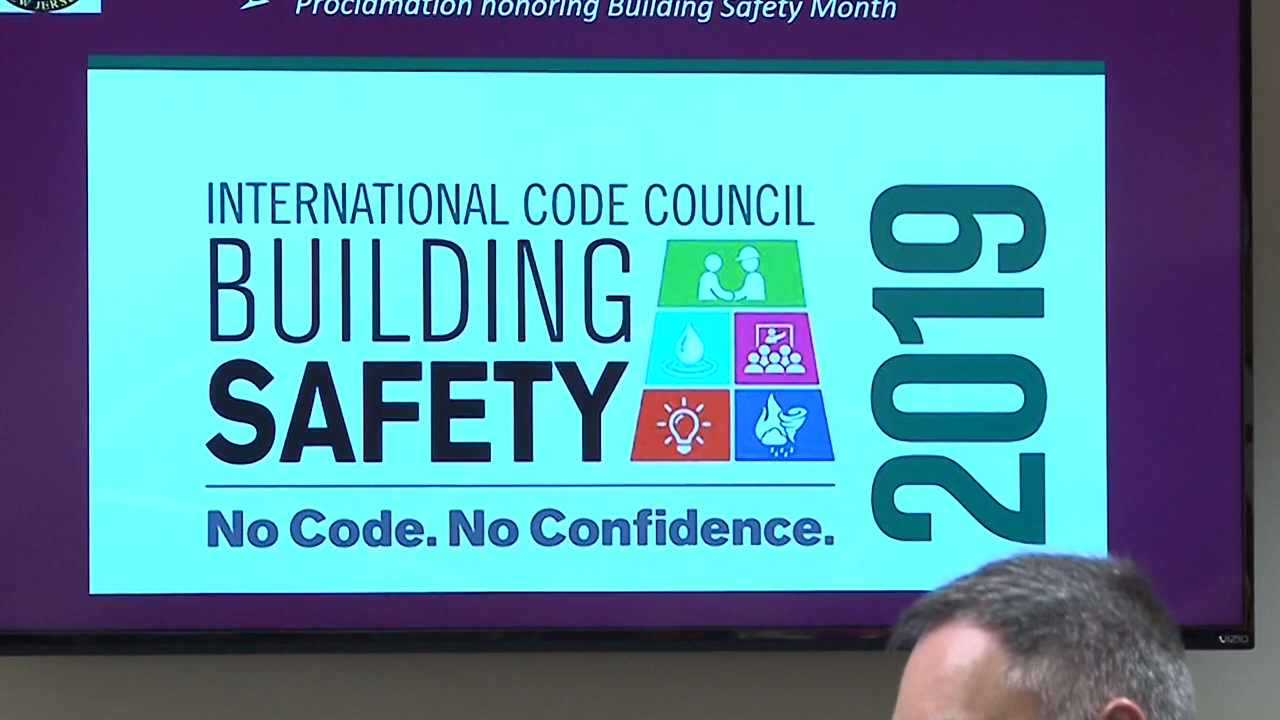 Proclamation honoring Building Safety Month
INTERNATIONAL CODE COUNCIL
BUILDING
SAFETY
No Code. No Confidence.
2019
VIZIO